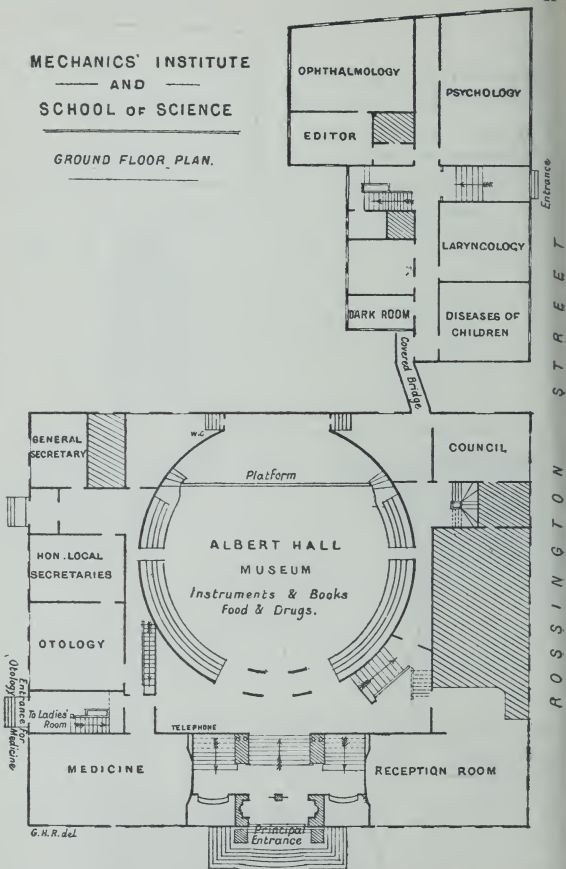 MECHANICS' INSTITUTE
AND
SCHOOL OF SCIENCE
GROUND FLOOR PLAN.
OPHTHALMOLOGY
PSYCHOLOGY
EDITOR
Entrance
LARYNCOLOGY
DARK ROOM
DISEASES OF
CHILDREN
Covered Bridge
ROSSINGTON STREET
GENERAL
SECRETARY
W.C
COUNCIL
Platform
ALBERT HALL
MUSEUM
Instruments & Books
Food & Drugs.
HON. LOCAL
SECRETARIES
OTOLOGY
Entrance For
Otology
Medicine
To Ladies'
Room
TELEPHONE
MEDICINE
RECEPTION ROOM
Principal
Entrance
G.H.R. del.